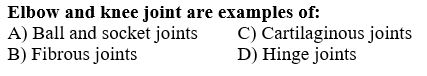 Elbow and knee joint are examples of:
A) Ball and socket joints C) Cartilaginous joints
B) Fibrous joints D) Hinge joints